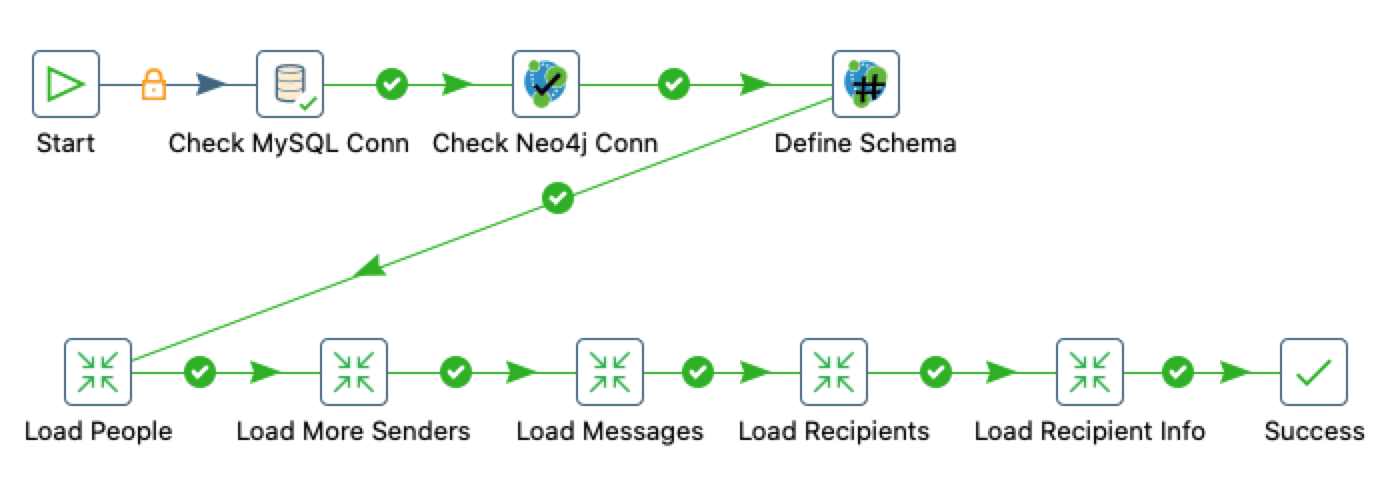 Start
Check MySQL Conn
Check Neo4j Conn
Define Schema
Load People
Load More Senders
Load Messages
Load Recipients
Load Recipient Info
Success